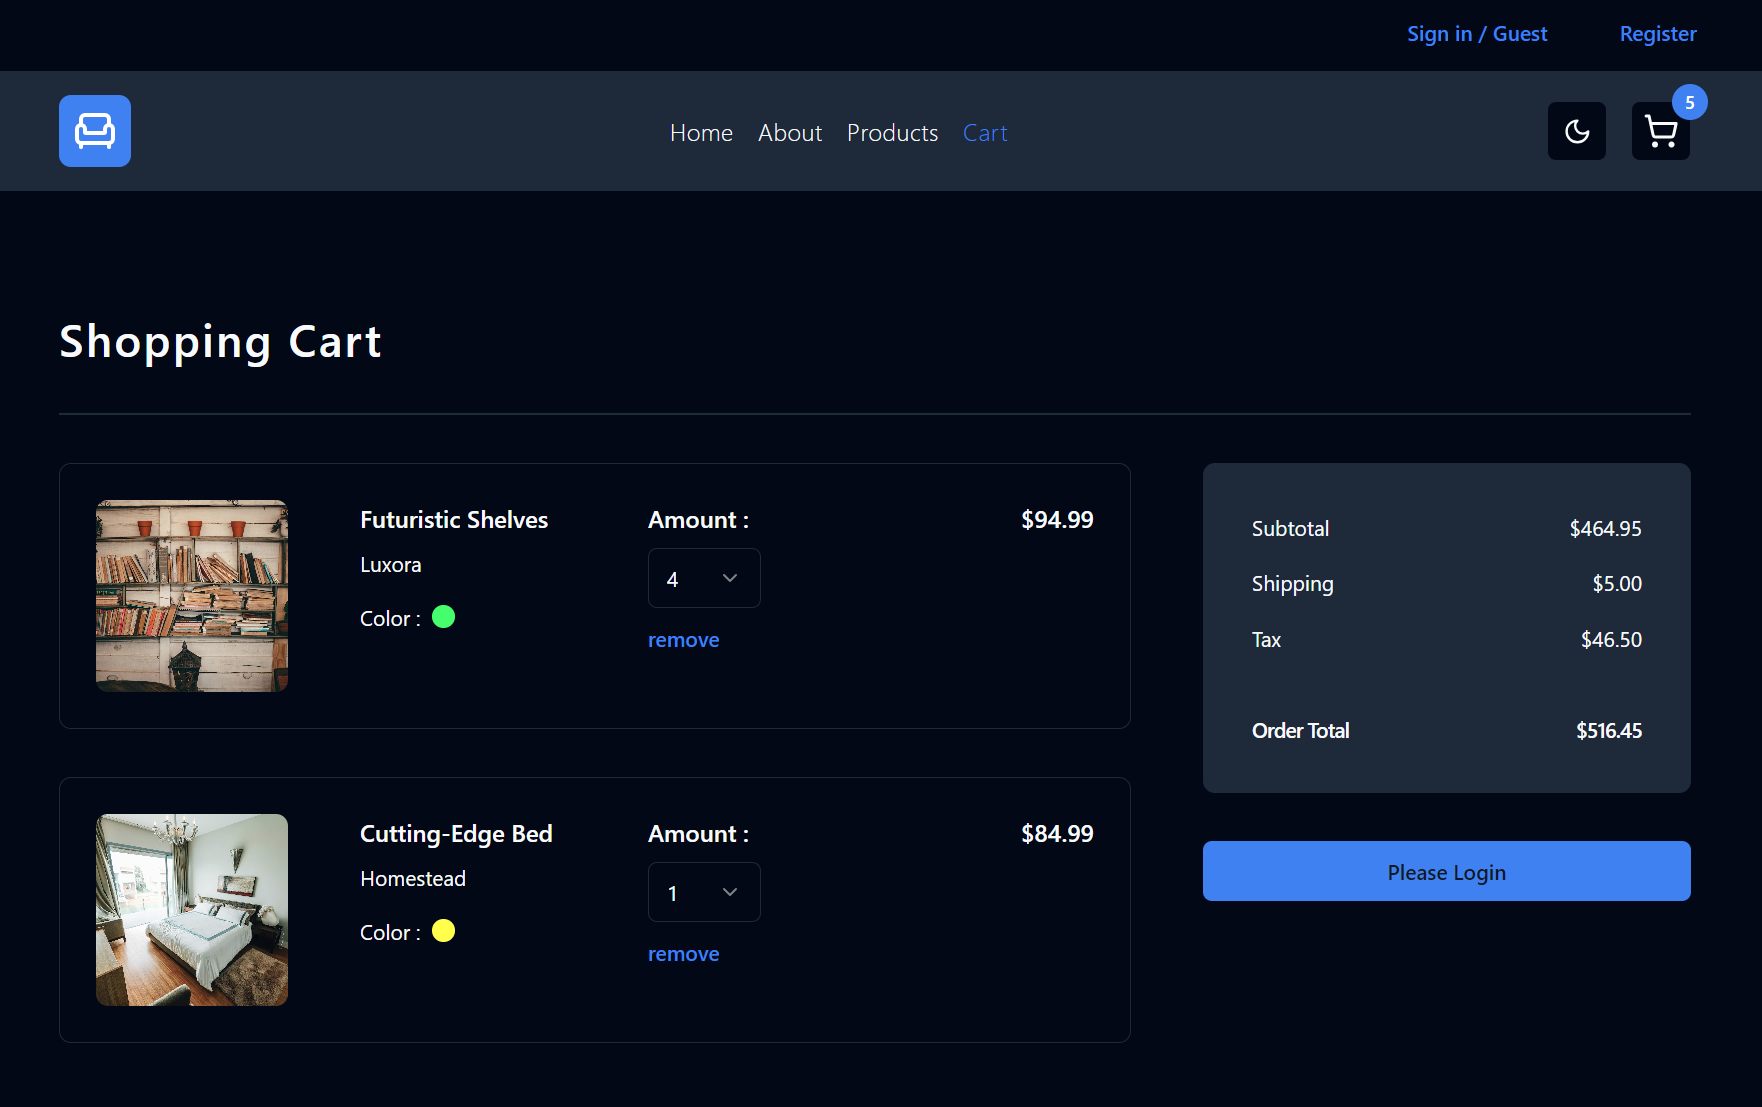 Sign in / Guest
Register
Home
About
Products
Cart
5
Shopping Cart
Futuristic Shelves
Luxora
Color :
Amount :
4
remove
$94.99
Cutting-Edge Bed
Homestead
Color :
Amount :
1
remove
$84.99
Subtotal $464.95
Shipping $5.00
Tax $46.50
Order Total $516.45
Please Login